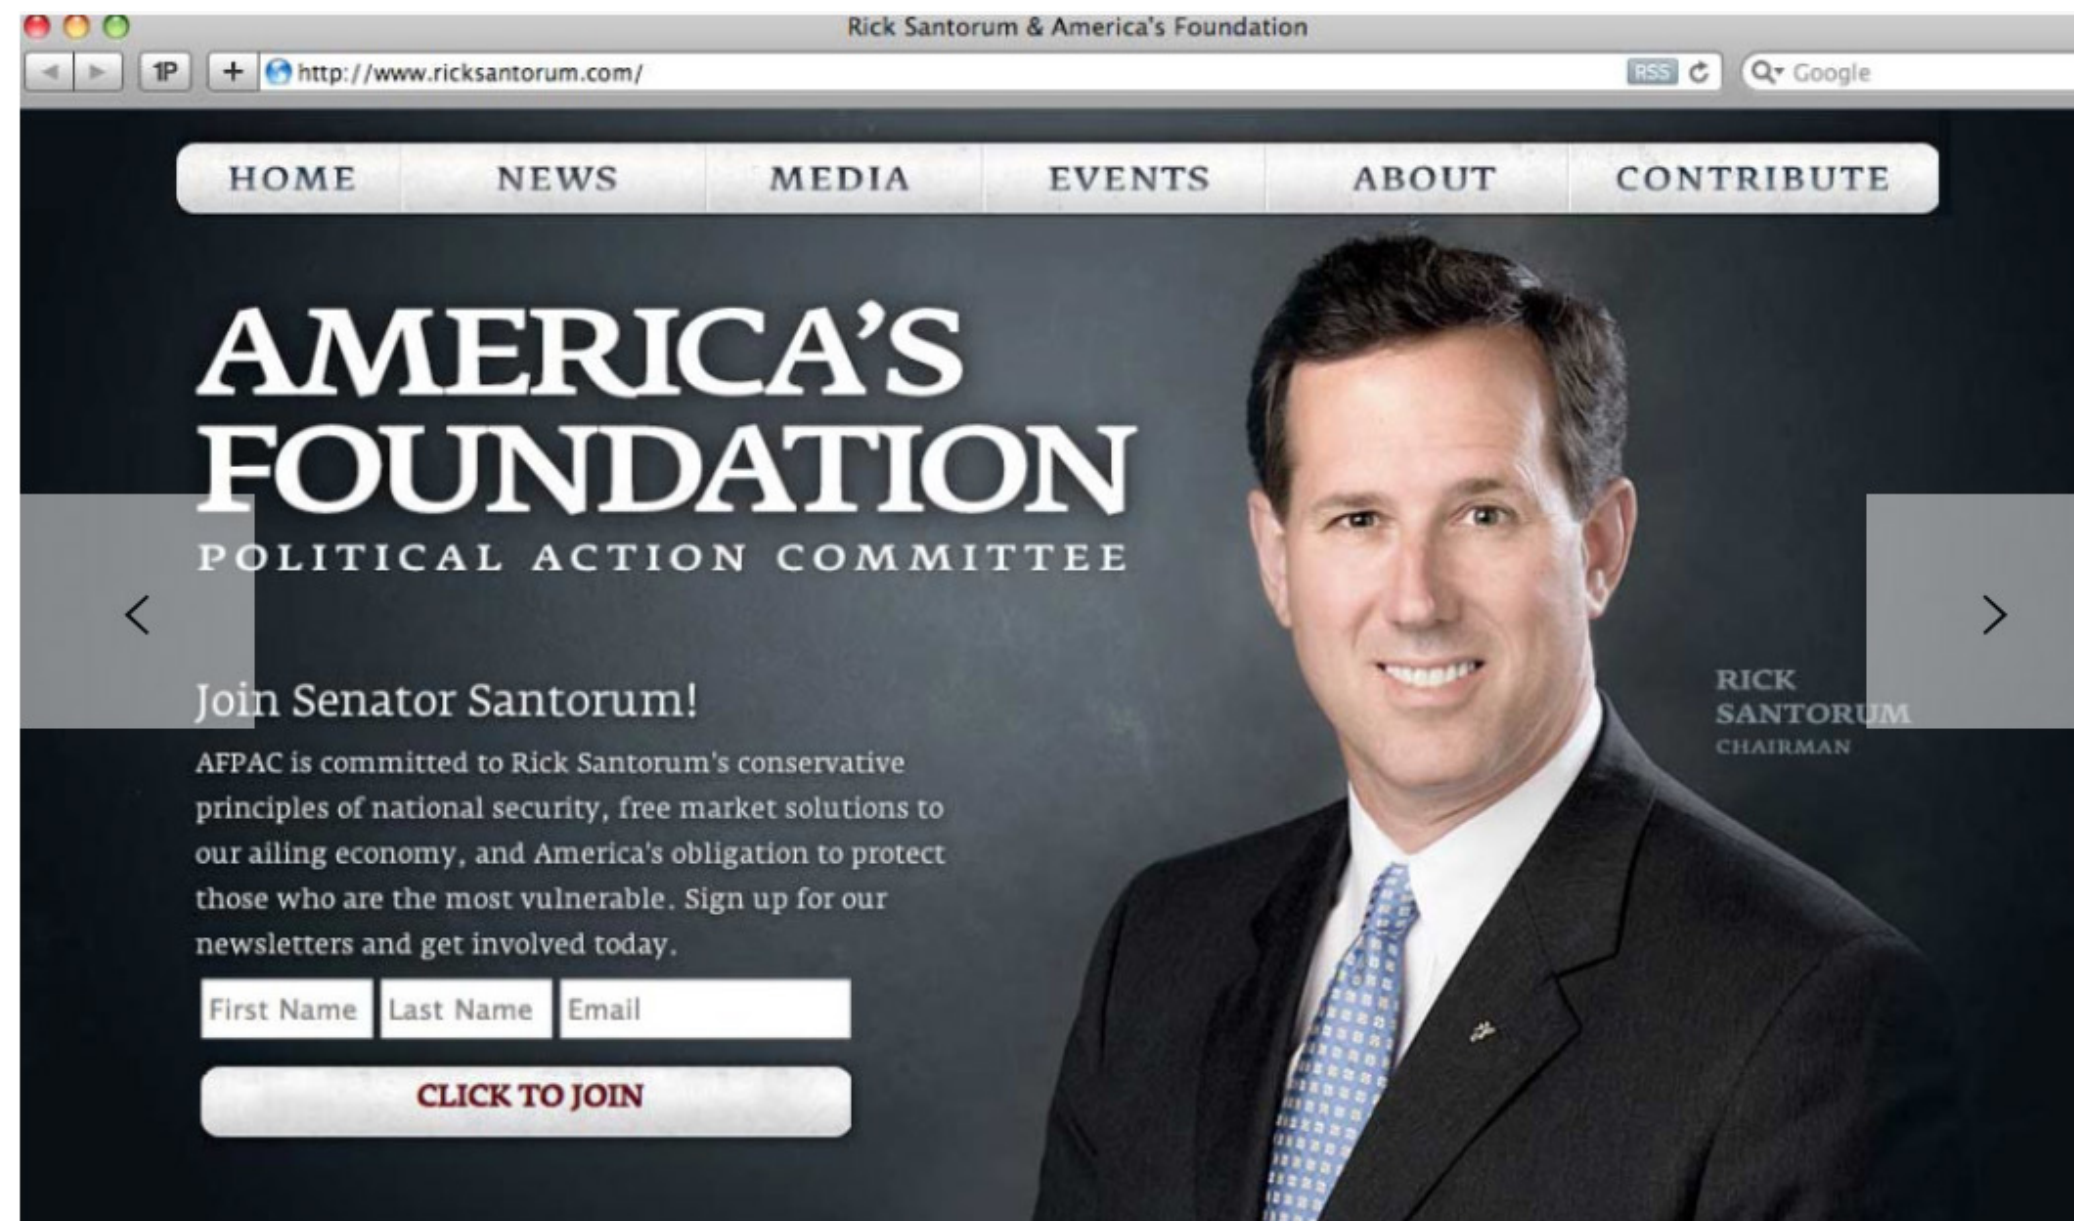 Rick Santorum & America's Foundation
1P + http://www.ricksantorum.com/ RSS Google
HOME NEWS MEDIA EVENTS ABOUT CONTRIBUTE
AMERICA'S
FOUNDATION
POLITICAL ACTION COMMITTEE
Join Senator Santorum!
AFPAC is committed to Rick Santorum's conservative
principles of national security, free market solutions to
our ailing economy, and America's obligation to protect
those who are the most vulnerable. Sign up for our
newsletters and get involved today.
First Name Last Name Email
CLICK TO JOIN
RICK
SANTORUM
CHAIRMAN